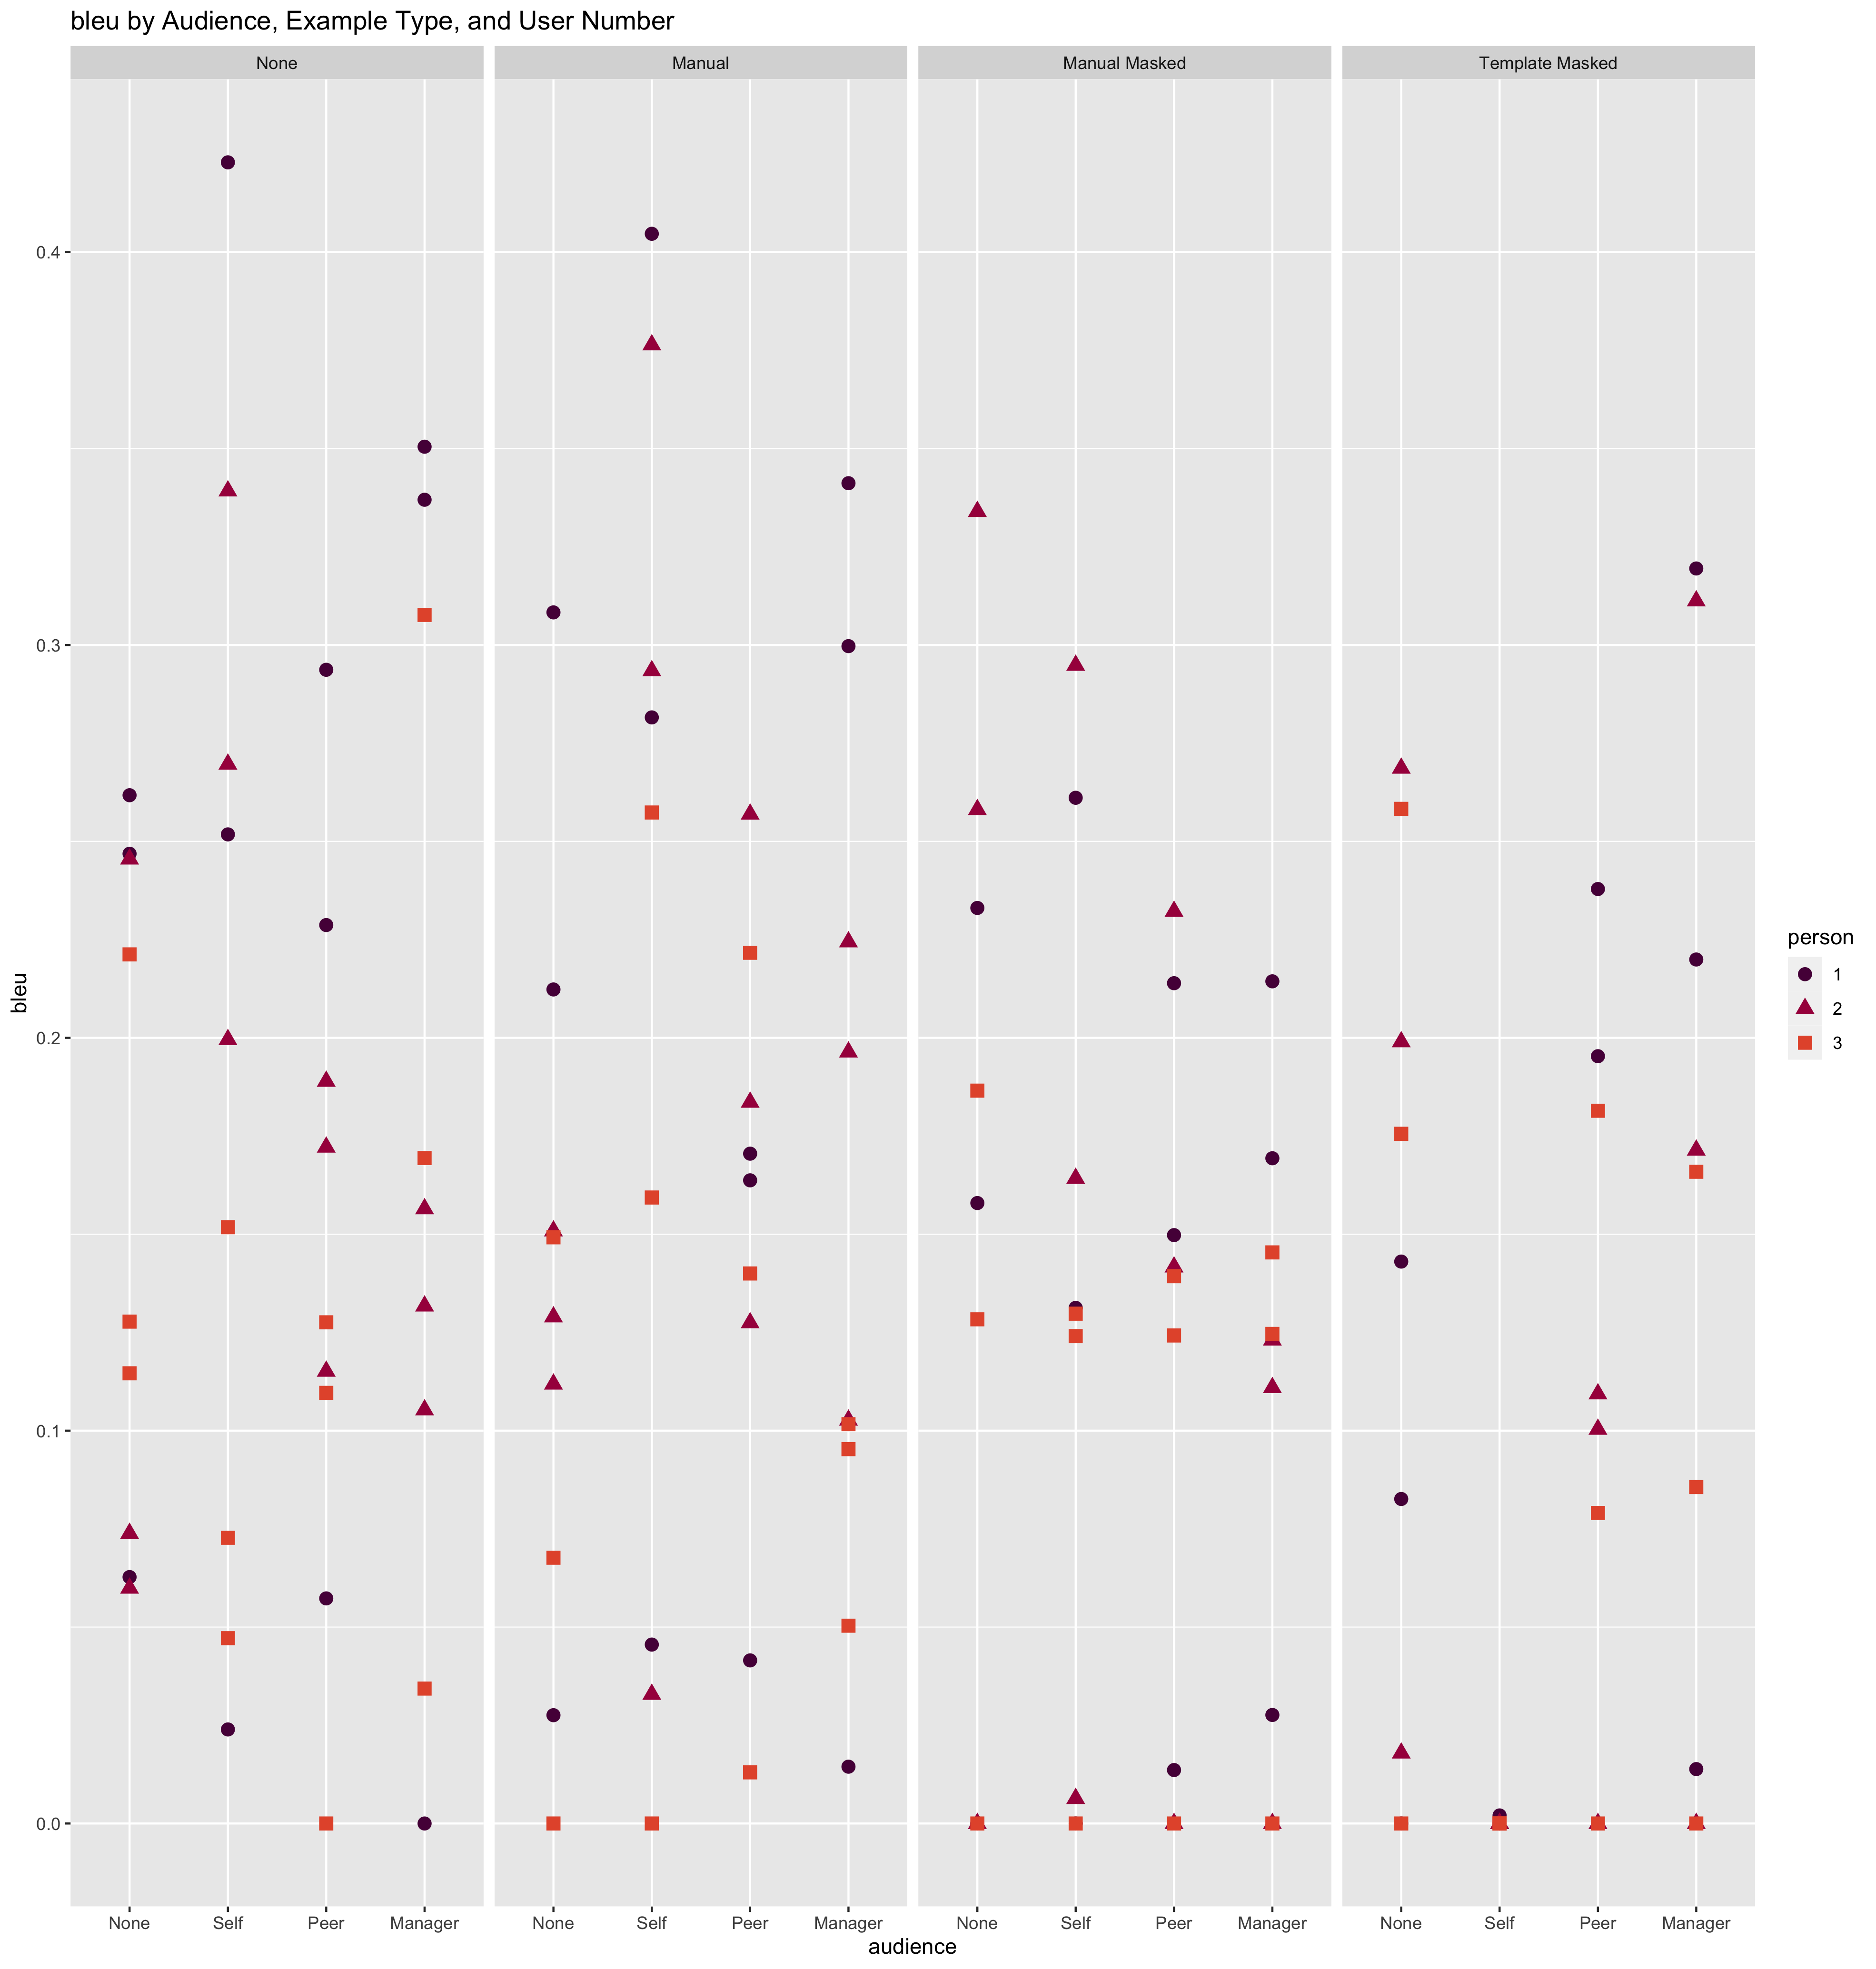 bleu by Audience, Example Type, and User Number
None Manual Manual Masked Template Masked
0.4
0.3
0.2
0.1
0.0
bleu
None Self Peer Manager None Self Peer Manager None Self Peer Manager None Self Peer Manager
audience
person
1
2
3